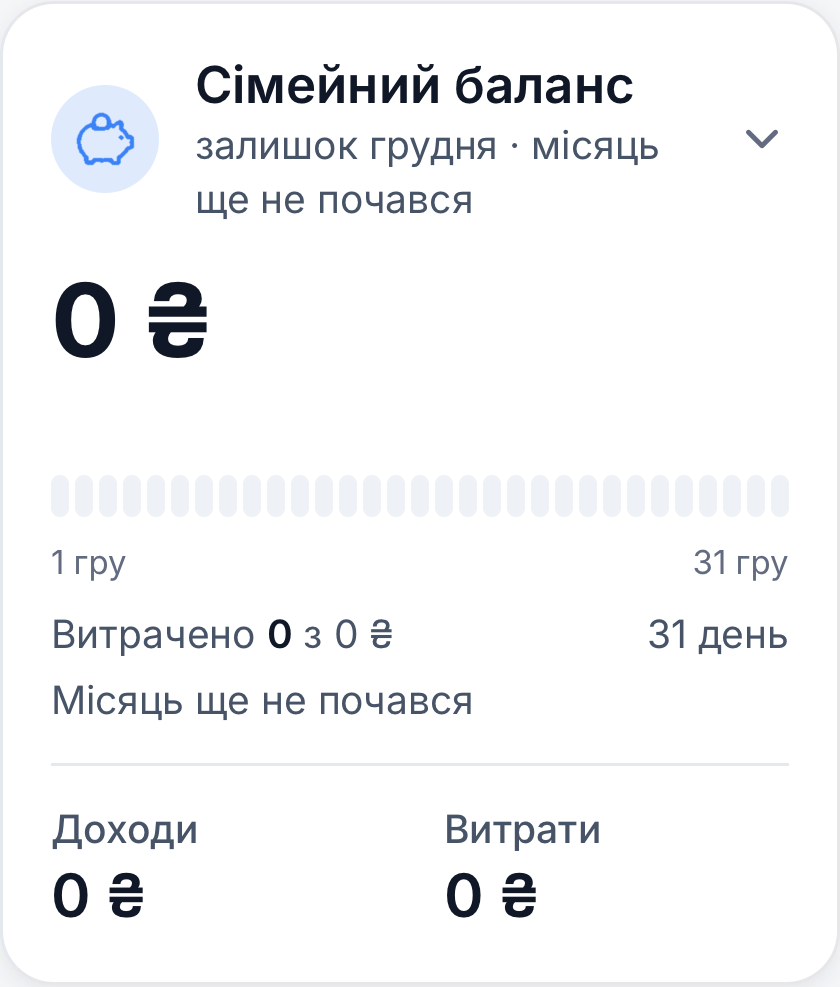 Сімейний баланс
залишок грудня · місяць
ще не почався
0 ₴
1 гру
31 гру
Витрачено 0 з 0 ₴
31 день
Місяць ще не почався
Доходи
Витрати
0 ₴
0 ₴